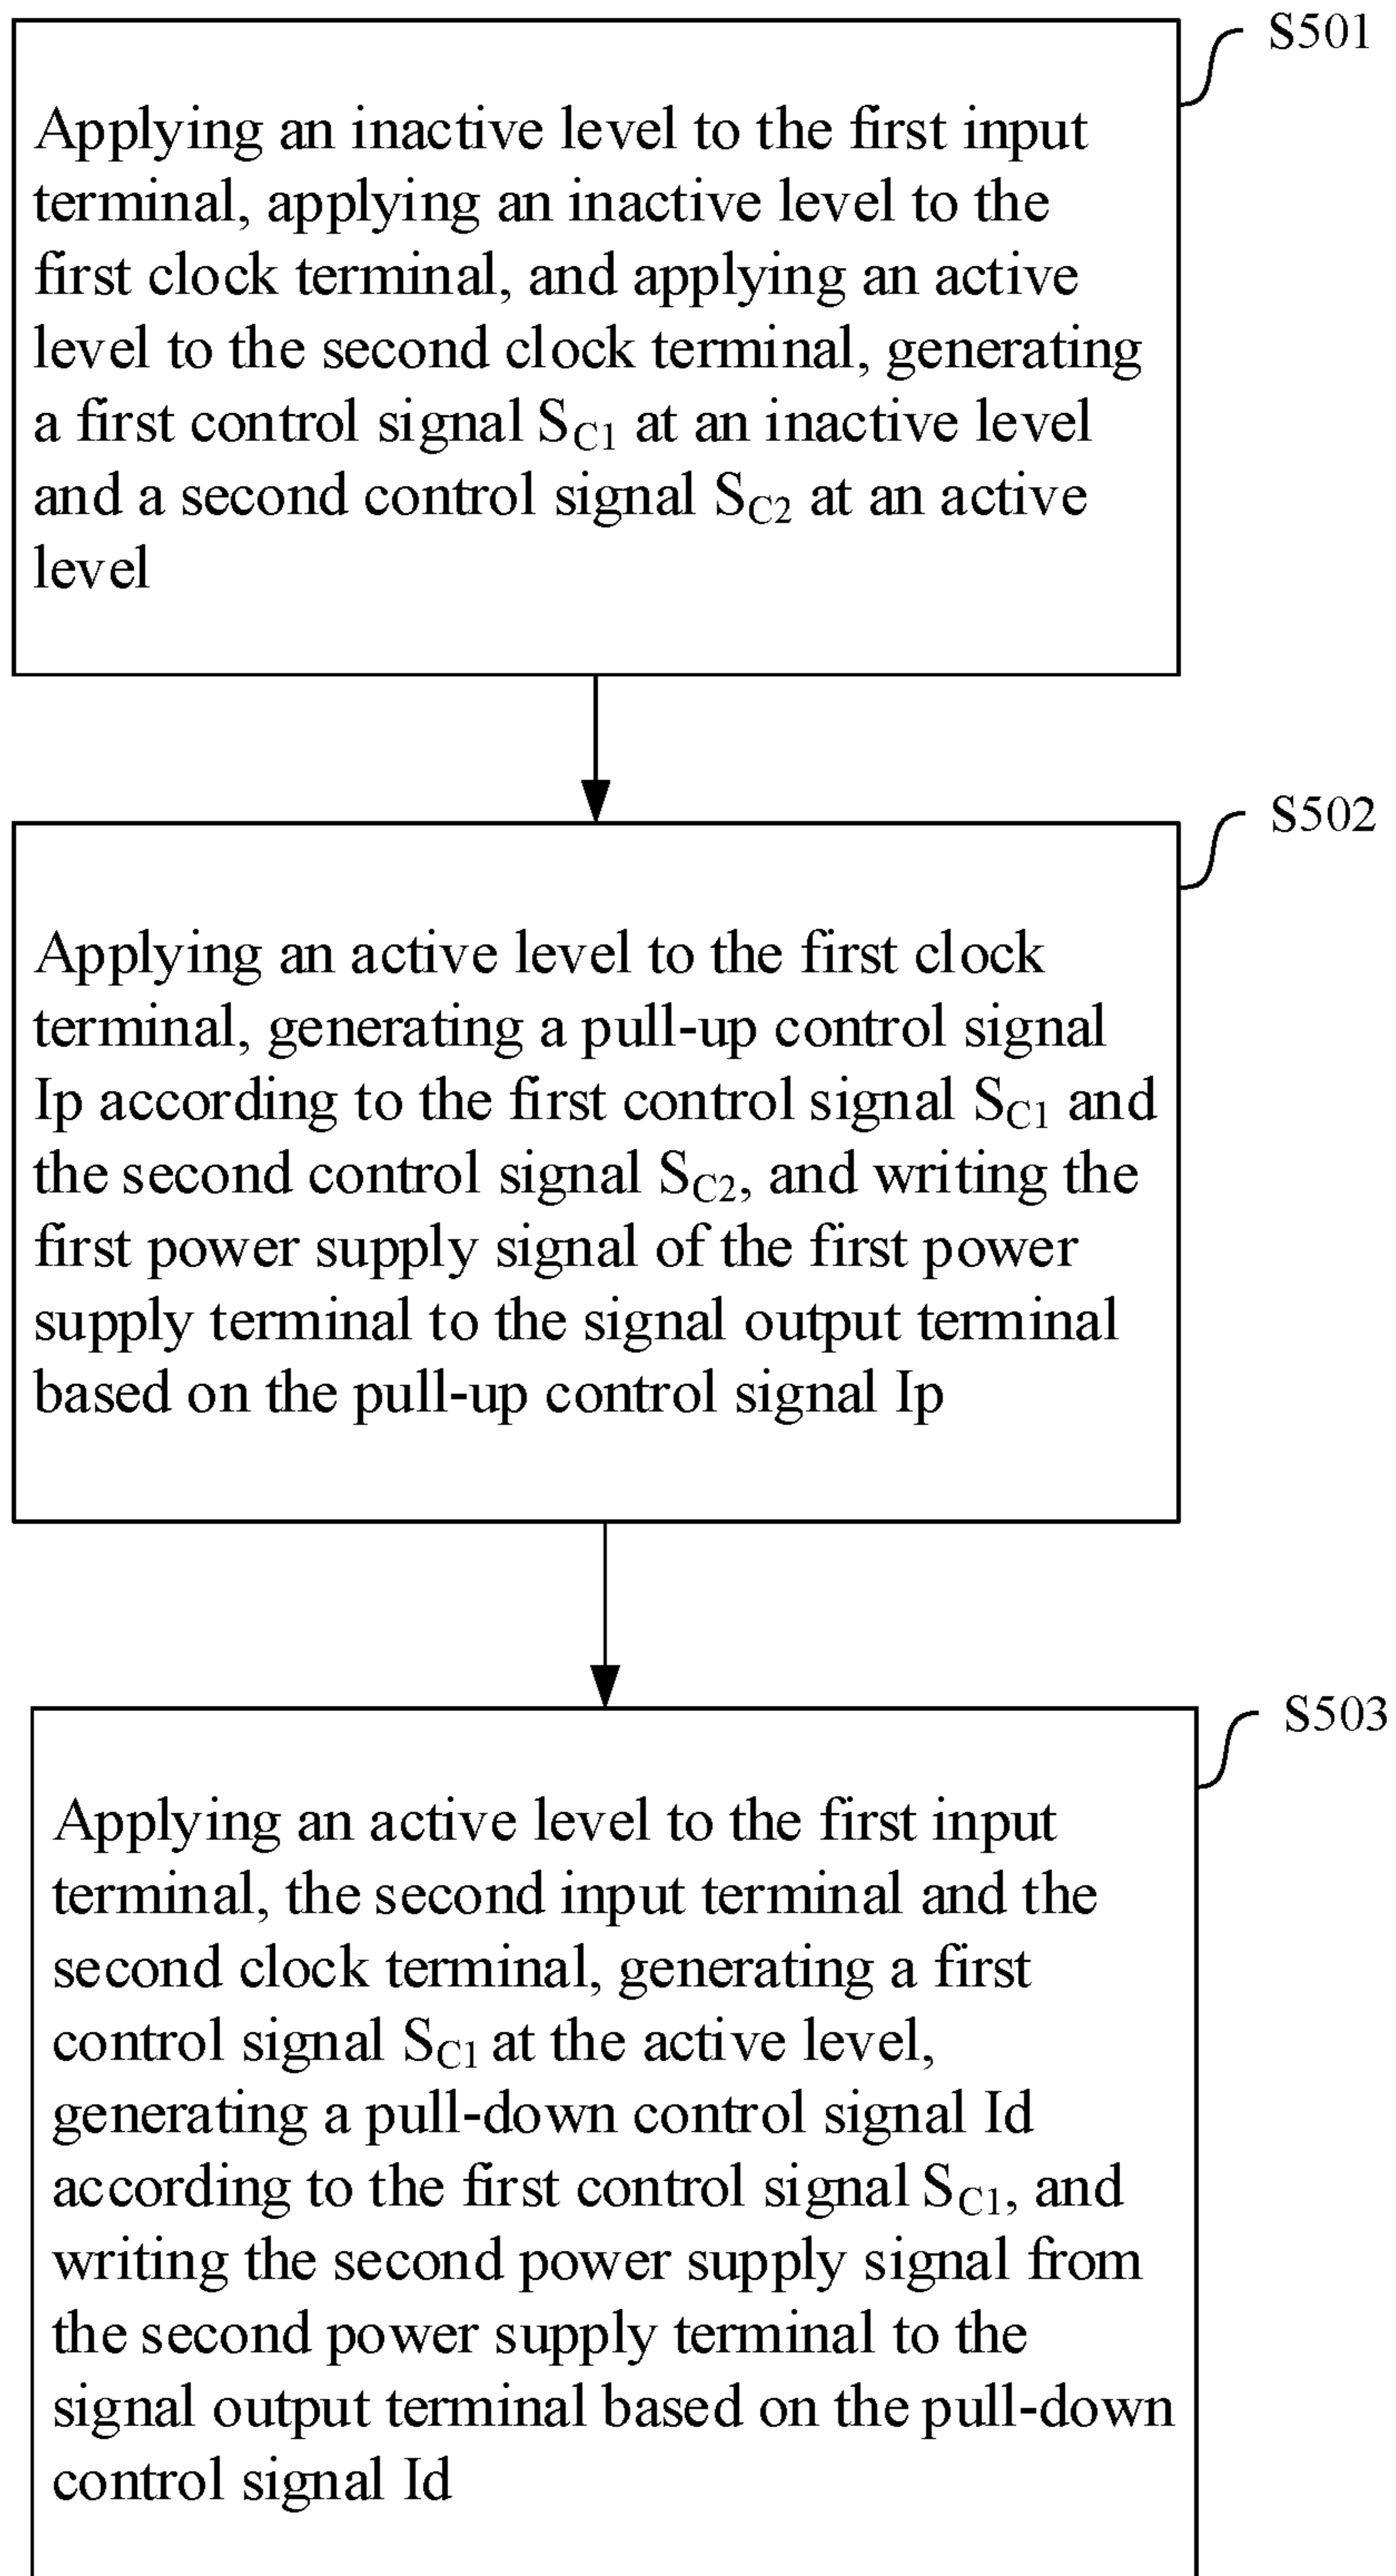 S501
Applying an inactive level to the first input
terminal, applying an inactive level to the
first clock terminal, and applying an active
level to the second clock terminal, generating
a first control signal S_C1 at an inactive level
and a second control signal S_C2 at an active
level
S502
Applying an active level to the first clock
terminal, generating a pull-up control signal
Ip according to the first control signal S_C1 and
the second control signal S_C2, and writing the
first power supply signal of the first power
supply terminal to the signal output terminal
based on the pull-up control signal Ip
S503
Applying an active level to the first input
terminal, the second input terminal and the
second clock terminal, generating a first
control signal S_C1 at the active level,
generating a pull-down control signal Id
according to the first control signal S_C1, and
writing the second power supply signal from
the second power supply terminal to the
signal output terminal based on the pull-down
control signal Id